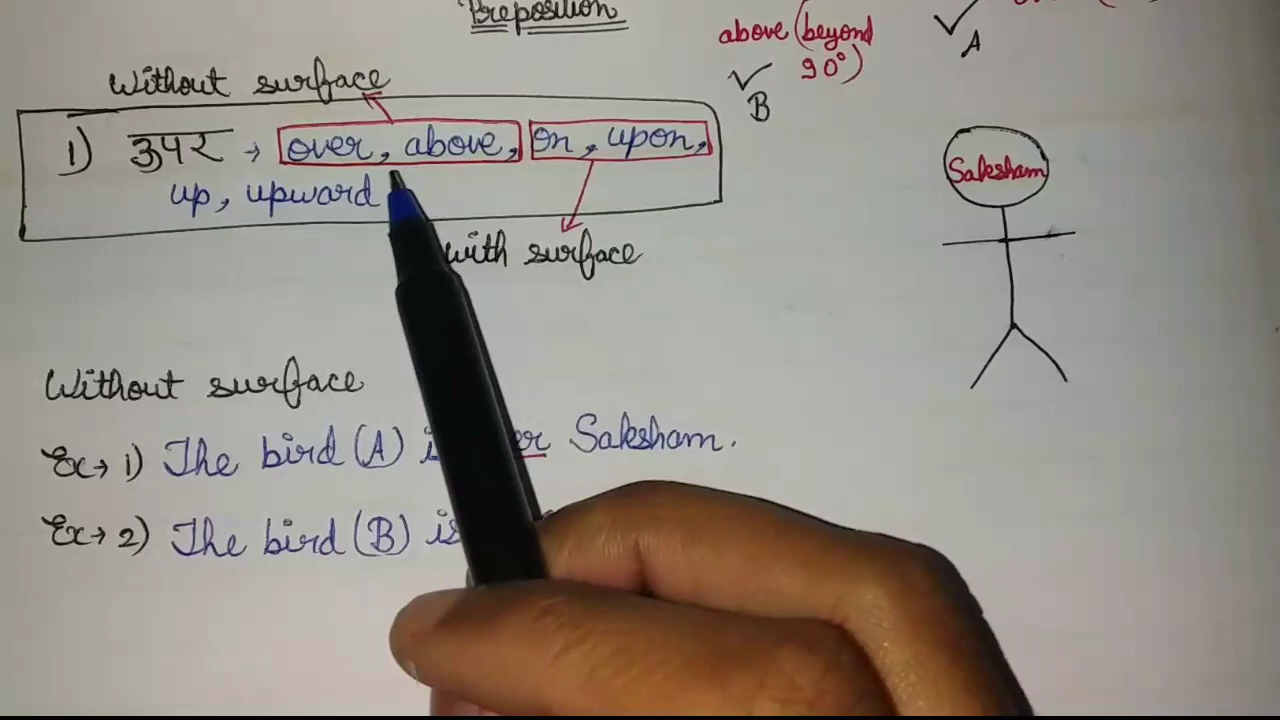 Preposition
above (beyond
90°)
A
B
Without surface
1) ऊपर → over, above, on, upon,
up, upward
with surface
Saksham
Without surface
Ex→ 1) The bird (A) Saksham.
Ex→ 2) The bird (B) is